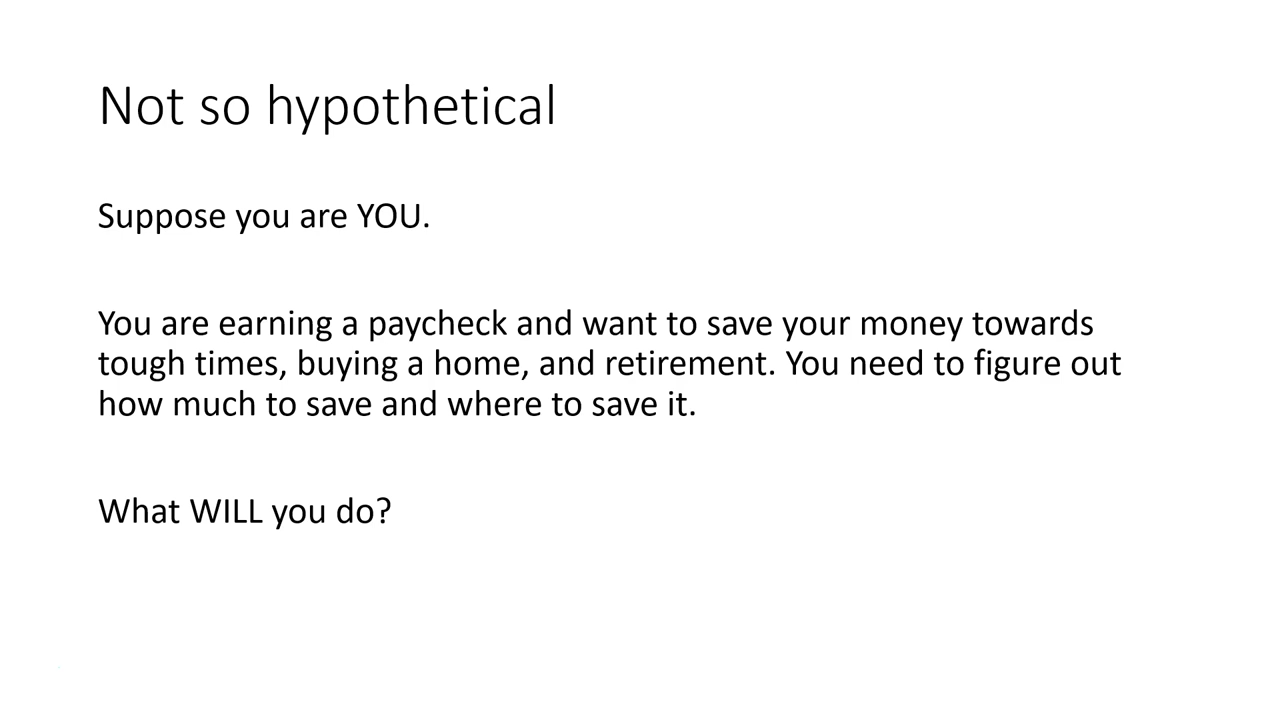 Not so hypothetical
Suppose you are YOU.
You are earning a paycheck and want to save your money towards
tough times, buying a home, and retirement. You need to figure out
how much to save and where to save it.
What WILL you do?